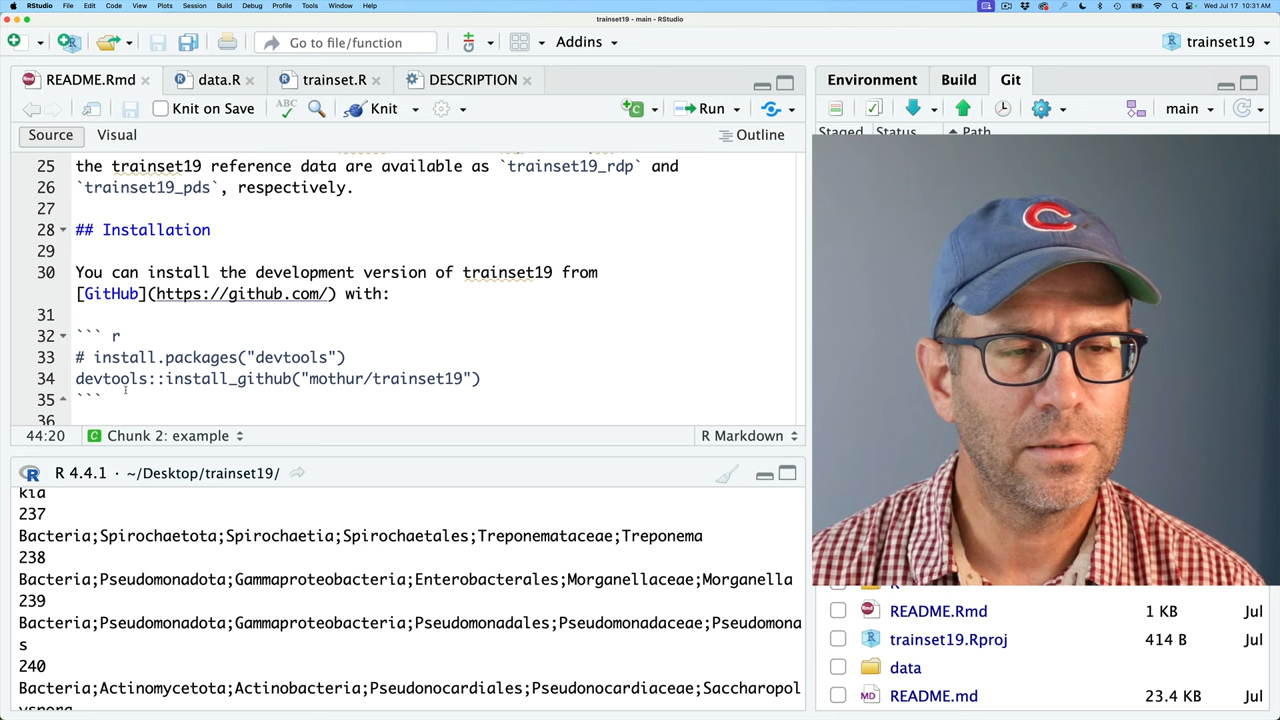 RStudio File Edit Code View Plots Session Build Debug Profile Tools Window Help Wed Jul 17 10:31 AM
trainset19 - main - RStudio
Go to file/function Addins trainset19
README.Rmd data.R trainset.R DESCRIPTION
Knit on Save ABC Knit Run
Source Visual Outline
25 the trainset19 reference data are available as `trainset19_rdp` and
26 `trainset19_pds`, respectively.
27
28 ## Installation
29
30 You can install the development version of trainset19 from
[GitHub](https://github.com/) with:
31
32 ``` r
33 # install.packages("devtools")
34 devtools::install_github("mothur/trainset19")
35 ```
36
44:20 Chunk 2: example R Markdown
R 4.4.1 · ~/Desktop/trainset19/
kia
237
Bacteria;Spirochaetota;Spirochaetia;Spirochaetales;Treponemataceae;Treponema
238
Bacteria;Pseudomonadota;Gammaproteobacteria;Enterobacterales;Morganellaceae;Morganella
239
Bacteria;Pseudomonadota;Gammaproteobacteria;Pseudomonadales;Pseudomonadaceae;Pseudomona
s
240
Bacteria;Actinomycetota;Actinobacteria;Pseudonocardiales;Pseudonocardiaceae;Saccharopol
yspora
Environment Build Git
main
Staged Status Path
C
R
README.Rmd 1 KB Jul
trainset19.Rproj 414 B Jul
data
README.md 23.4 KB Jul